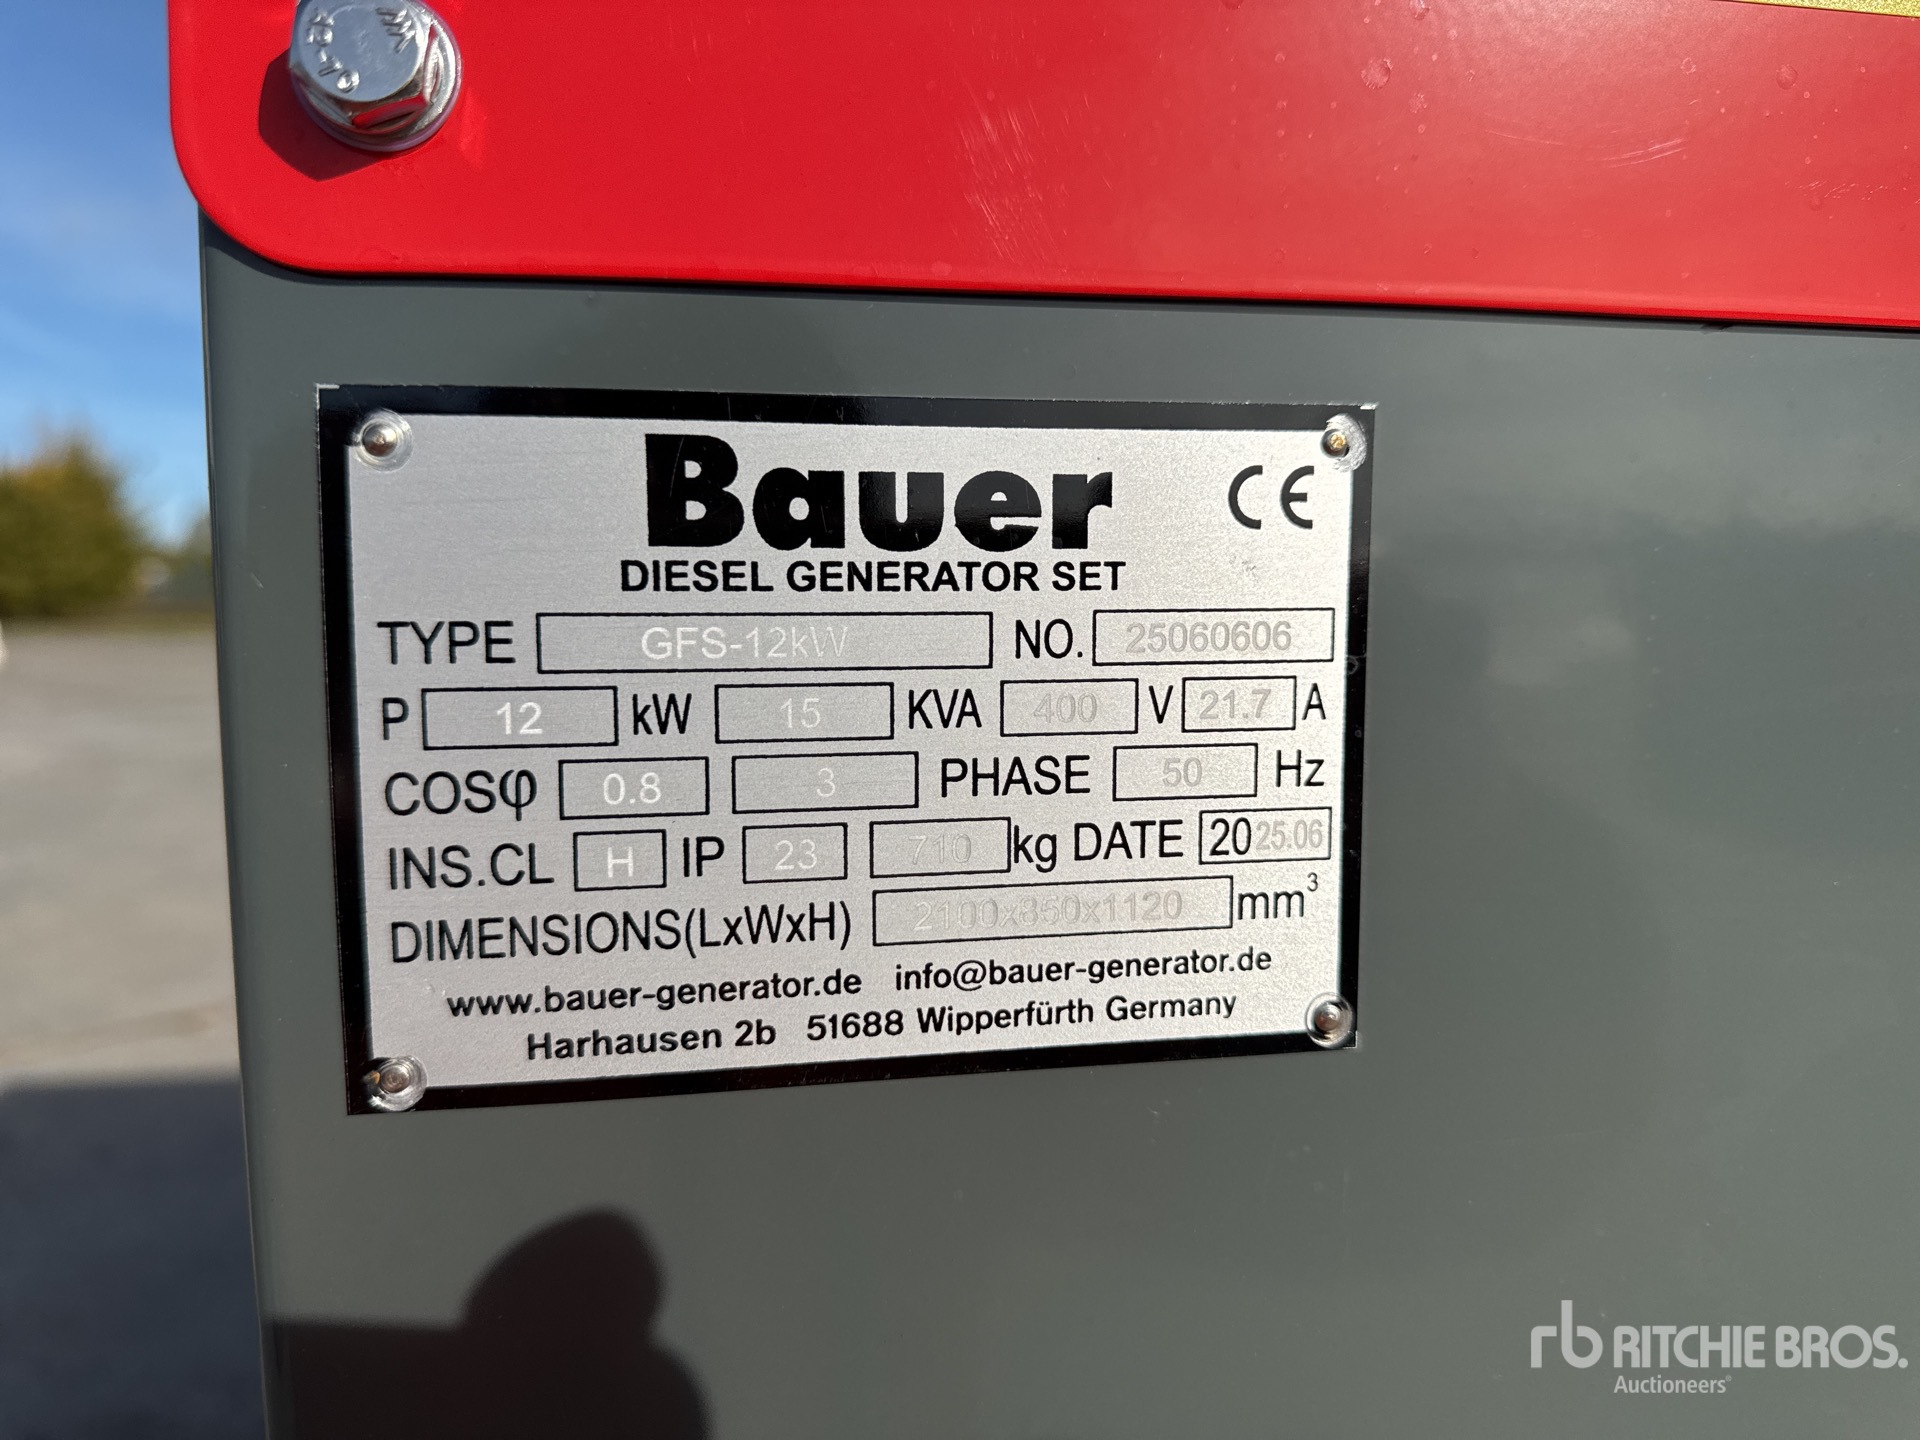 Bauer CE
DIESEL GENERATOR SET
TYPE GFS-12kW NO. 25060606
P 12 kW 15 KVA 400 V 21.7 A
COSφ 0.8 3 PHASE 50 Hz
INS.CL H IP 23 710 kg DATE 2025.06
DIMENSIONS(LxWxH) 2100x850x1120 mm³
www.bauer-generator.de info@bauer-generator.de
Harhausen 2b 51688 Wipperfürth Germany
rb RITCHIE BROS.
Auctioneers